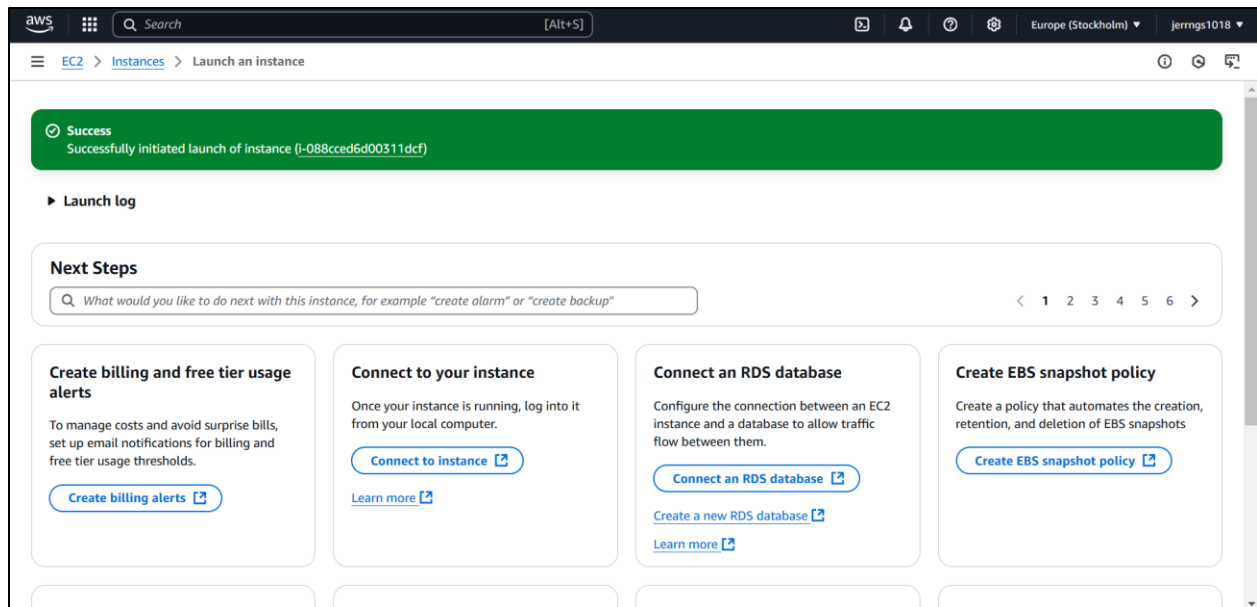 aws
Search [Alt+S]
Europe (Stockholm) ▼
jerrngs1018 ▼
EC2 > Instances > Launch an instance
Success
Successfully initiated launch of instance (i-088cced6d00311dcf)
Launch log
Next Steps
What would you like to do next with this instance, for example “create alarm” or “create backup”
1 2 3 4 5 6
Create billing and free tier usage
alerts
To manage costs and avoid surprise bills,
set up email notifications for billing and
free tier usage thresholds.
Create billing alerts
Connect to your instance
Once your instance is running, log into it
from your local computer.
Connect to instance
Learn more
Connect an RDS database
Configure the connection between an EC2
instance and a database to allow traffic
flow between them.
Connect an RDS database
Create a new RDS database
Learn more
Create EBS snapshot policy
Create a policy that automates the creation,
retention, and deletion of EBS snapshots
Create EBS snapshot policy